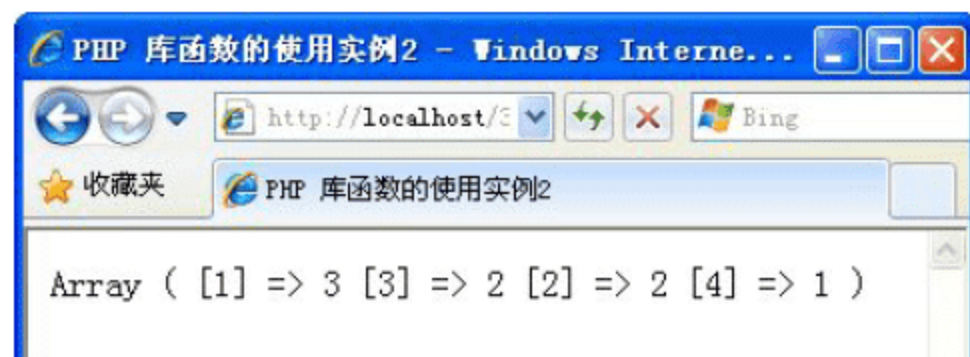 PHP 库函数的使用实例2 - Windows Interne...
http://localhost/3
Bing
收藏夹
PHP 库函数的使用实例2
Array ( [1] => 3 [3] => 2 [2] => 2 [4] => 1 )